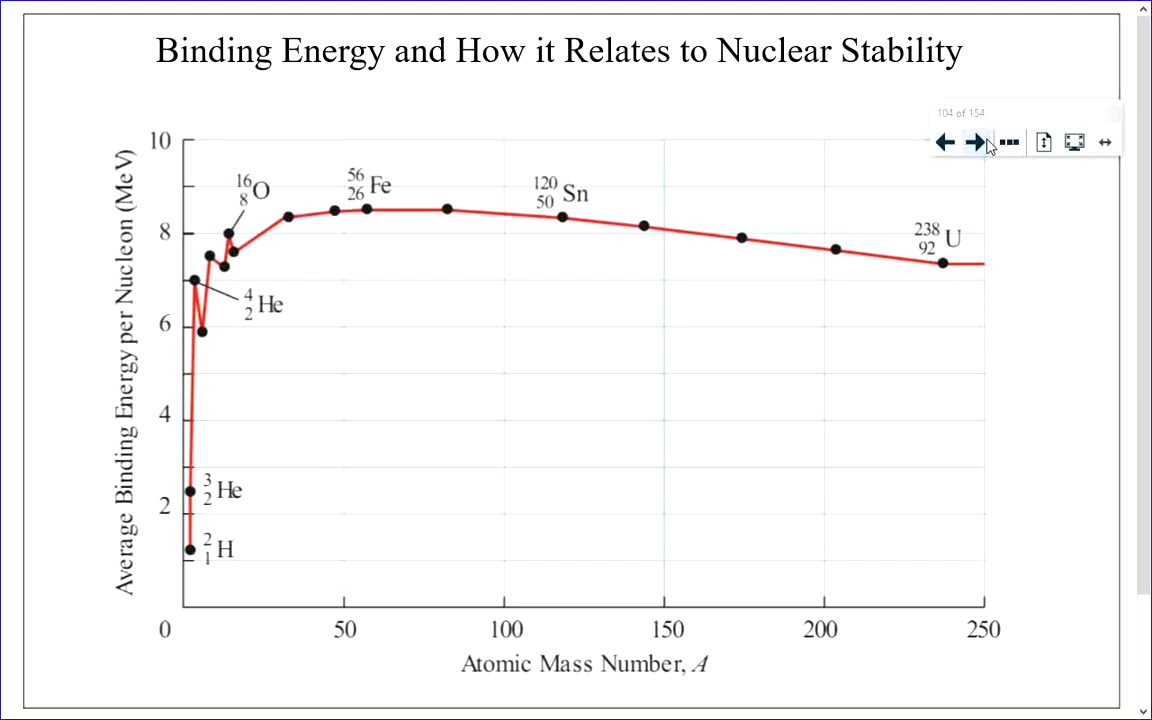 Binding Energy and How it Relates to Nuclear Stability
104 of 154
Average Binding Energy per Nucleon (MeV)
10
8
6
4
2
0
16 8 O
56 26 Fe
120 50 Sn
238 92 U
4 2 He
3 2 He
2 1 H
50
100
150
200
250
Atomic Mass Number, A